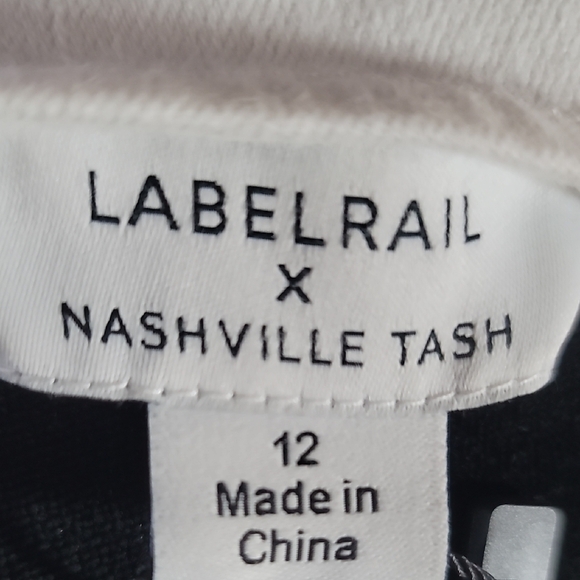 LABELRAIL
X
NASHVILLE TASH
12
Made in
China